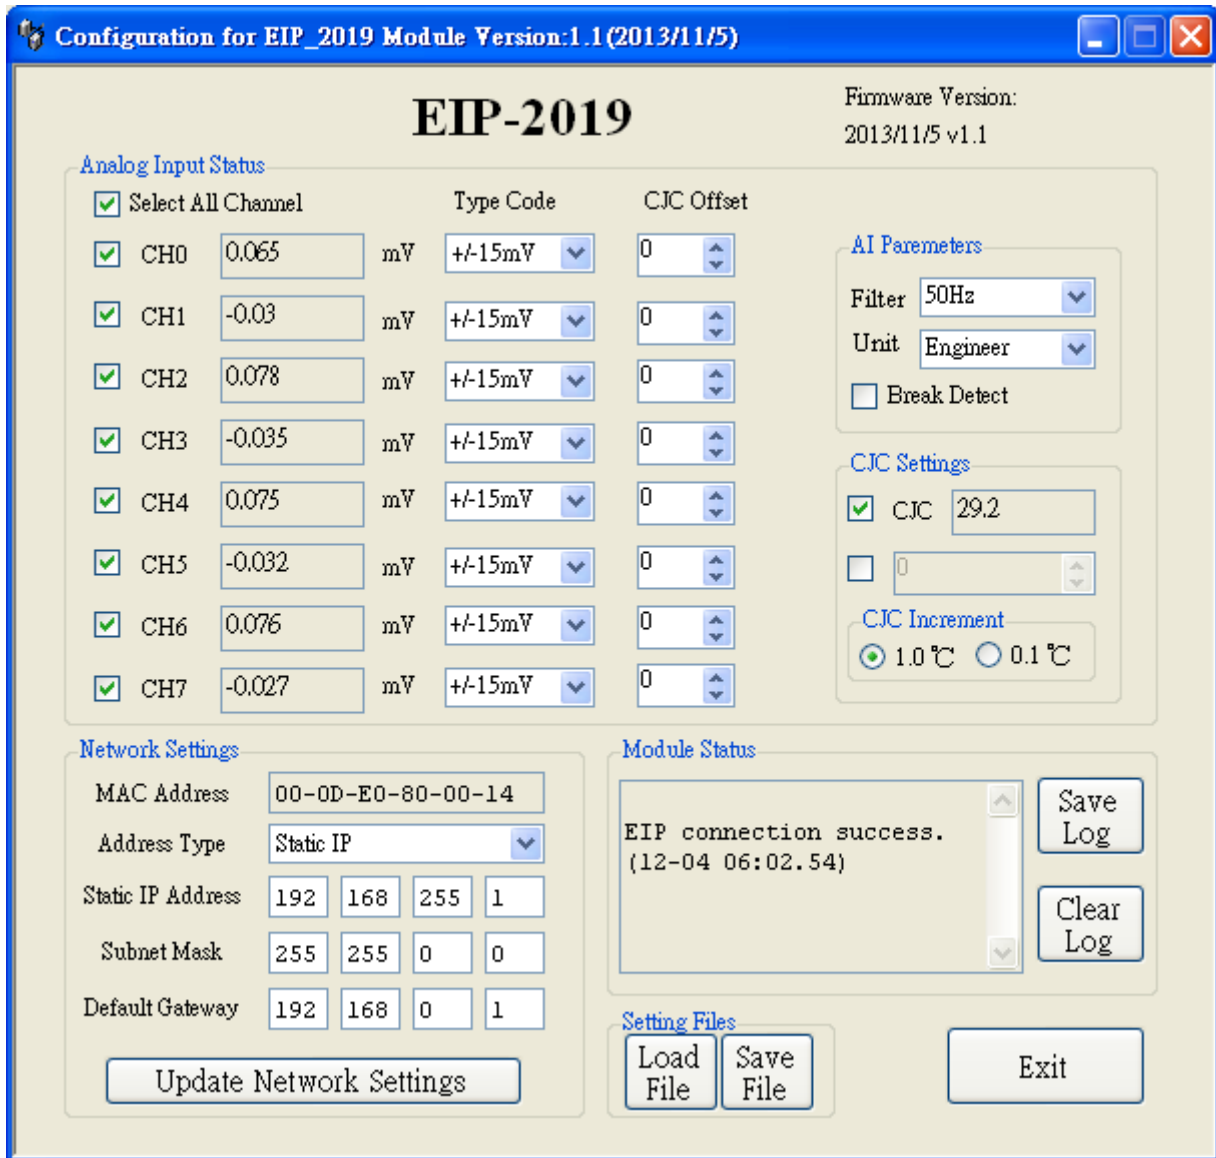 Configuration for EIP_2019 Module Version:1.1(2013/11/5)
EIP-2019
Firmware Version:
2013/11/5 v1.1
Analog Input Status
Select All Channel Type Code CJC Offset
CH0 0.065 mV +/-15mV 0
CH1 -0.03 mV +/-15mV 0
CH2 0.078 mV +/-15mV 0
CH3 -0.035 mV +/-15mV 0
CH4 0.075 mV +/-15mV 0
CH5 -0.032 mV +/-15mV 0
CH6 0.076 mV +/-15mV 0
CH7 -0.027 mV +/-15mV 0
AI Paremeters
Filter 50Hz
Unit Engineer
Break Detect
CJC Settings
CJC 29.2
0
CJC Increment
1.0℃ 0.1℃
Network Settings
MAC Address 00-0D-E0-80-00-14
Address Type Static IP
Static IP Address 192 168 255 1
Subnet Mask 255 255 0 0
Default Gateway 192 168 0 1
Update Network Settings
Module Status
EIP connection success.
(12-04 06:02.54)
Save
Log
Clear
Log
Setting Files
Load
File
Save
File
Exit